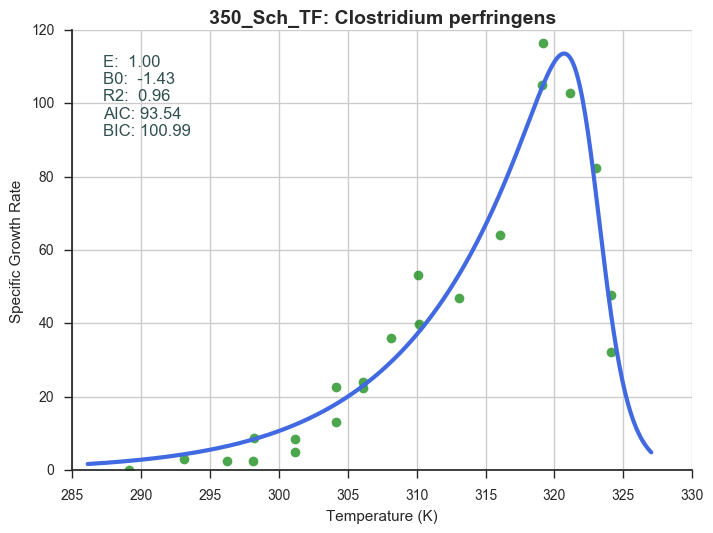 350_Sch_TF: Clostridium perfringens
E:  1.00
B0:  -1.43
R2:  0.96
AIC: 93.54
BIC: 100.99
Specific Growth Rate
120
100
80
60
40
20
0
285 290 295 300 305 310 315 320 325 330
Temperature (K)